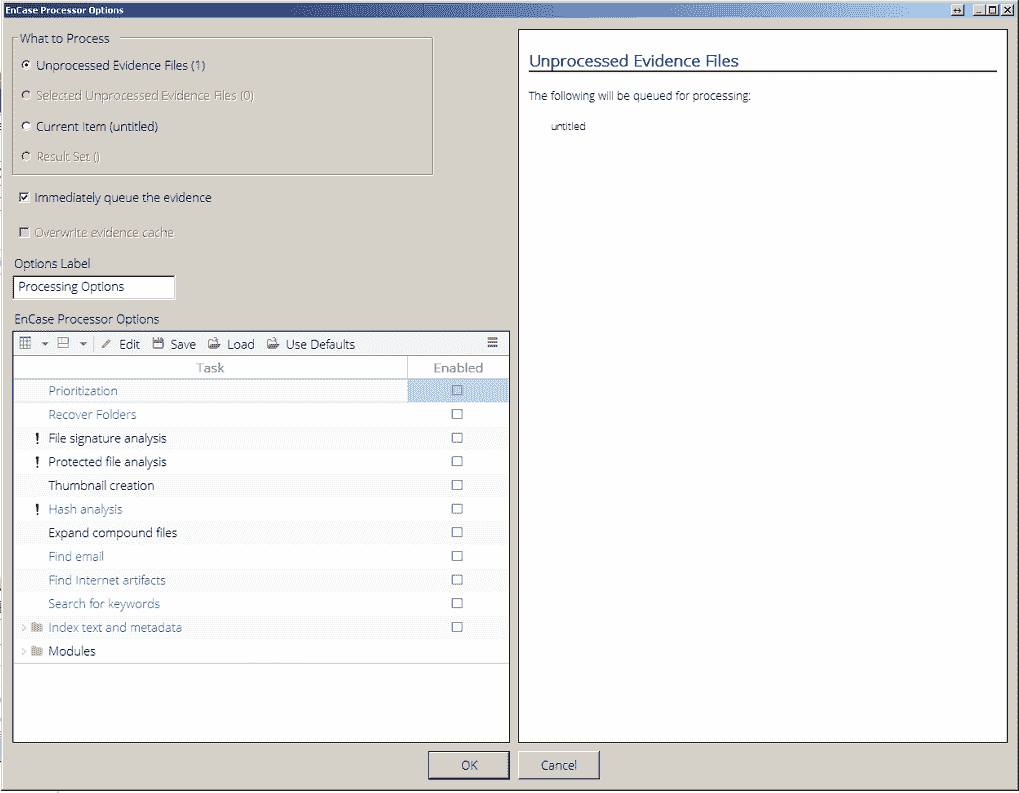 EnCase Processor Options
What to Process
Unprocessed Evidence Files (1)
Selected Unprocessed Evidence Files (0)
Current Item (untitled)
Result Set ()
Immediately queue the evidence
Overwrite evidence cache
Options Label
Processing Options
EnCase Processor Options
Edit Save Load Use Defaults
Task Enabled
Prioritization
Recover Folders
! File signature analysis
! Protected file analysis
Thumbnail creation
! Hash analysis
Expand compound files
Find email
Find Internet artifacts
Search for keywords
Index text and metadata
Modules
Unprocessed Evidence Files
The following will be queued for processing:
untitled
OK Cancel